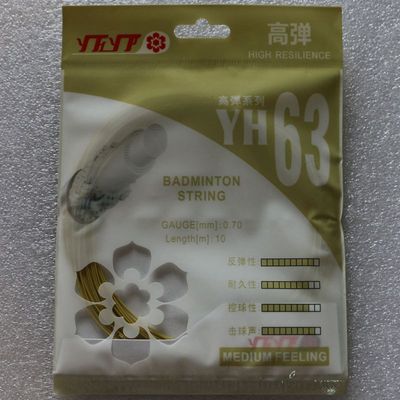 高弹
HIGH RESILIENCE
高弹系列
YH 63
BADMINTON
STRING
GAUGE[mm]:0.70
Length[m]:10
反弹性:
耐久性:
控球性:
击球声:
MEDIUM FEELING